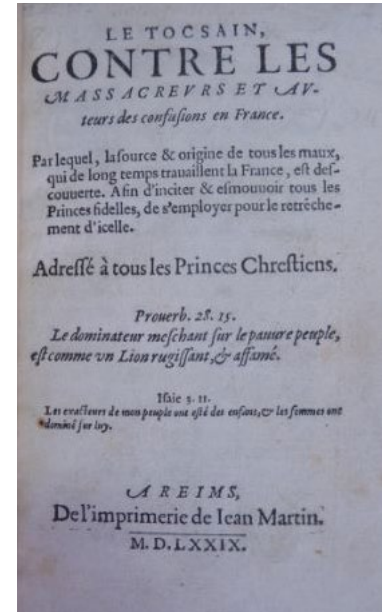 LE TOCSAIN,
CONTRE LES
MASSACREVRS ET AV-
teurs des confusions en France.
Par lequel, la source & origine de tous les maux,
qui de long temps trauaillent la France, est des-
couuerte. Afin d'inciter & esmouuoir tous les
Princes fidelles, de s'employer pour le retréche-
ment d'icelle.
Adreſſé à tous les Princes Chreſtiens.
Prouerb. 28. 15.
Le dominateur meſchant ſur le pauure peuple,
eſt comme vn Lion rugiſſant, & affamé.
Iſaie 3. 11.
Les exacteurs de mon peuple ont eſté des enfans, & les femmes ont
dominé ſur luy.
A REIMS,
De l'imprimerie de Iean Martin.
M. D. LXXIX.